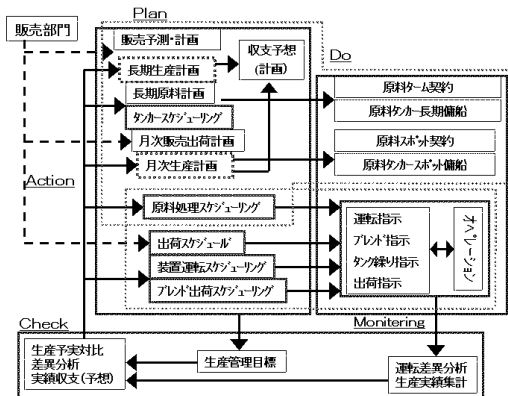 Plan
販売部門
販売予測・計画
収支予想
(計画)
Do
長期生産計画
長期原料計画
原料ターム契約
タンカースケジューリング
原料タンカー長期傭船
月次販売出荷計画
原料スポット契約
月次生産計画
原料タンカースポット傭船
Action
原料処理スケジューリング
運転指示
ブレンド指示
タンク繰り指示
出荷指示
オペレーション
出荷スケジュール
装置運転スケジューリング
ブレンド出荷スケジューリング
Check
Monitering
生産予実対比
差異分析
実績収支(予想)
生産管理目標
運転差異分析
生産実績集計